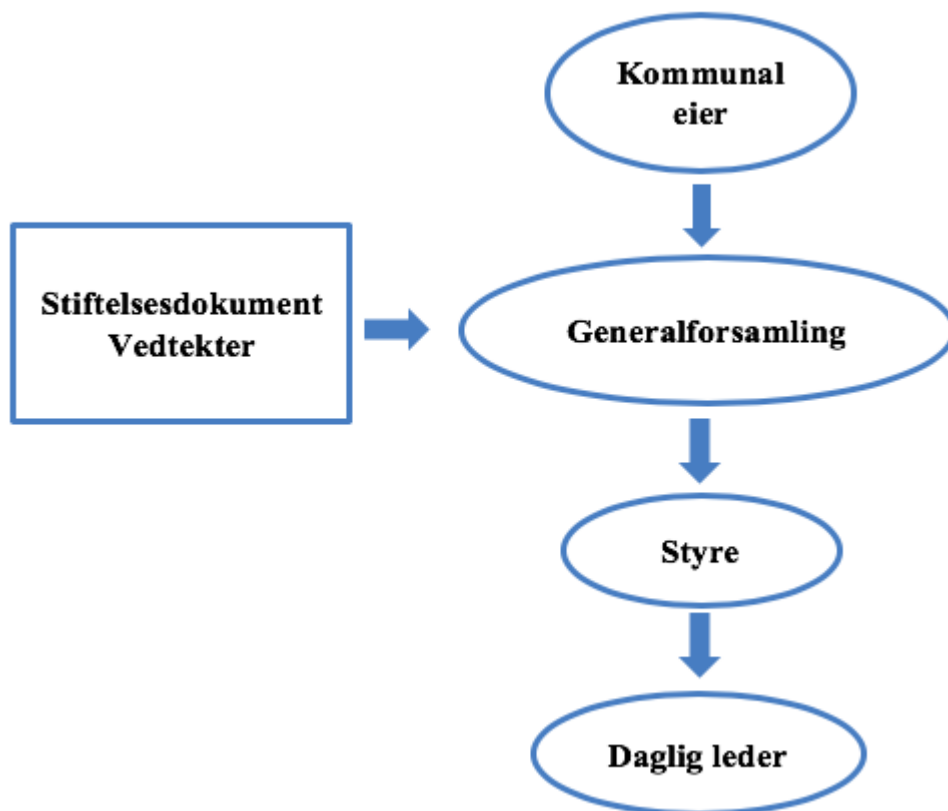 Kommunal
eier
Stiftelsesdokument
Vedtekter
Generalforsamling
Styre
Daglig leder